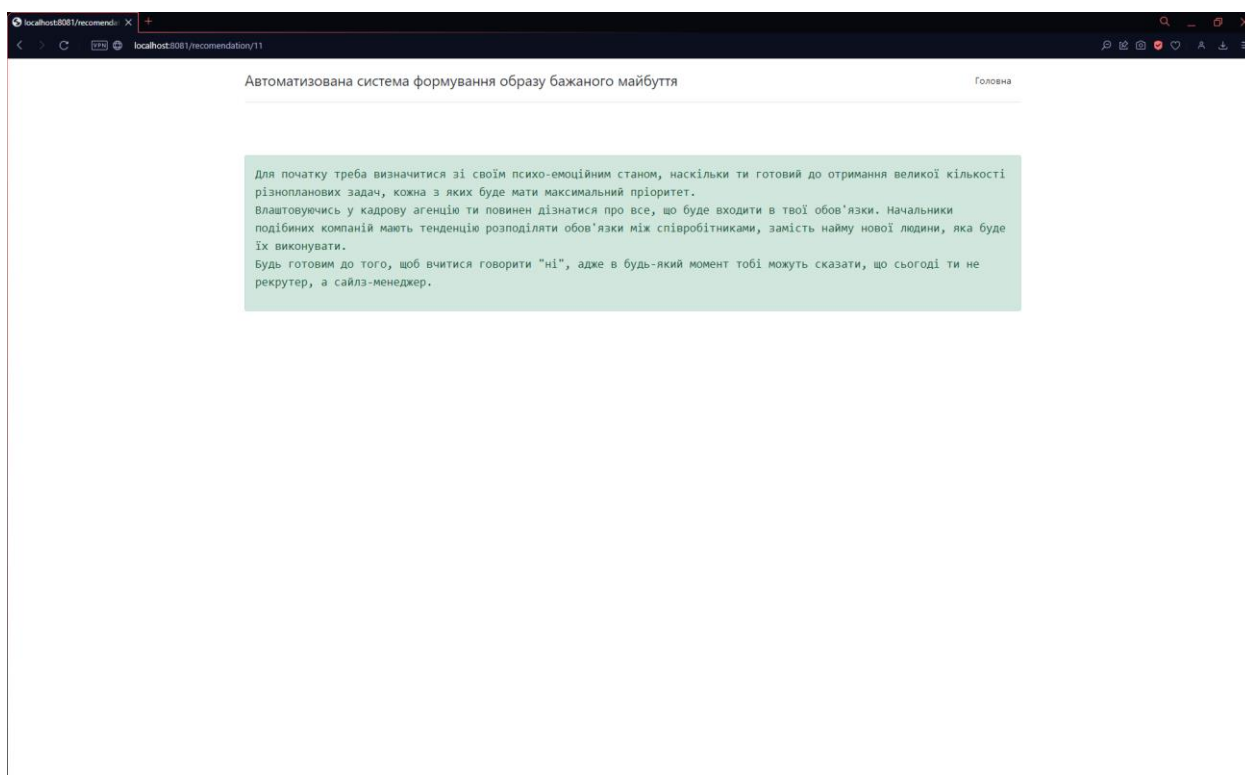 localhost:8081/recomenda
VPN localhost:8081/recomendation/11
Автоматизована система формування образу бажаного майбуття
Головна
Для початку треба визначитися зі своїм психо-емоційним станом, наскільки ти готовий до отримання великої кількості
різнопланових задач, кожна з яких буде мати максимальний пріоритет.
Влаштовуючись у кадрову агенцію ти повинен дізнатися про все, що буде входити в твої обов'язки. Начальники
подібиних компаній мають тенденцію розподіляти обов'язки між співробітниками, замість найму нової людини, яка буде
їх виконувати.
Будь готовим до того, щоб вчитися говорити "ні", адже в будь-який момент тобі можуть сказати, що сьогоді ти не
рекрутер, а сайлз-менеджер.